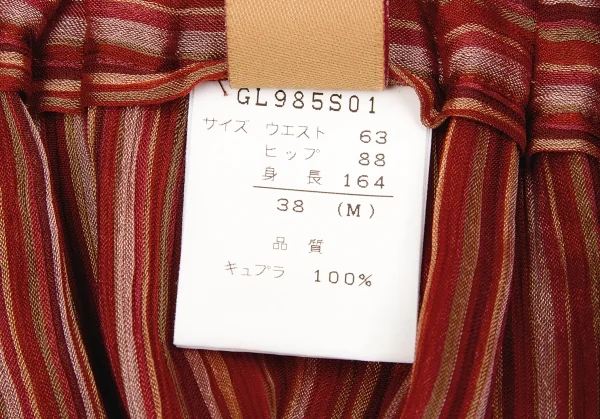 GL985S01
サイズ ウエスト 63
ヒップ 88
身長 164
38 (M)
品質
キュプラ 100%